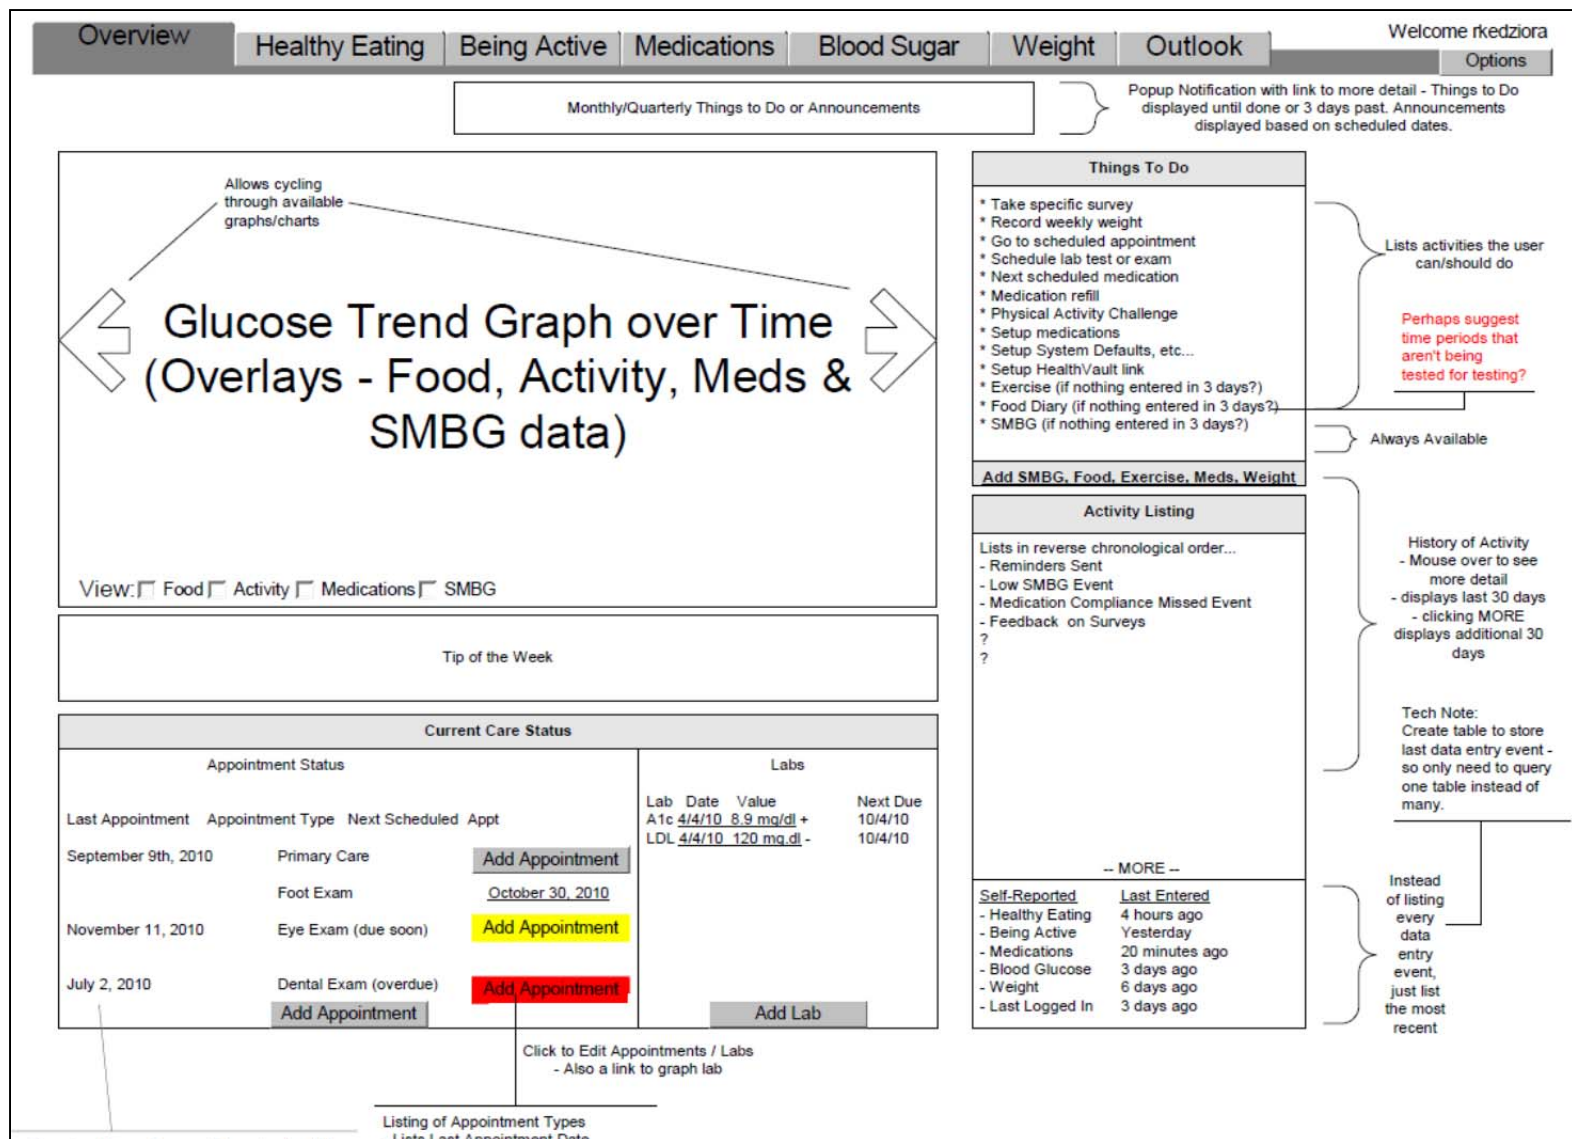 Overview
Healthy Eating
Being Active
Medications
Blood Sugar
Weight
Outlook
Welcome rkedziora
Options
Monthly/Quarterly Things to Do or Announcements
Popup Notification with link to more detail - Things to Do
displayed until done or 3 days past. Announcements
displayed based on scheduled dates.
Allows cycling
through available
graphs/charts
Glucose Trend Graph over Time
(Overlays - Food, Activity, Meds &
SMBG data)
View: Food Activity Medications SMBG
Tip of the Week
Things To Do
* Take specific survey
* Record weekly weight
* Go to scheduled appointment
* Schedule lab test or exam
* Next scheduled medication
* Medication refill
* Physical Activity Challenge
* Setup medications
* Setup System Defaults, etc...
* Setup HealthVault link
* Exercise (if nothing entered in 3 days?)
* Food Diary (if nothing entered in 3 days?)
* SMBG (if nothing entered in 3 days?)
Add SMBG, Food, Exercise, Meds, Weight
Lists activities the user
can/should do
Perhaps suggest
time periods that
aren't being
tested for testing?
Always Available
Activity Listing
Lists in reverse chronological order...
- Reminders Sent
- Low SMBG Event
- Medication Compliance Missed Event
- Feedback on Surveys
?
?
-- MORE --
History of Activity
- Mouse over to see
more detail
- displays last 30 days
- clicking MORE
displays additional 30
days
Tech Note:
Create table to store
last data entry event -
so only need to query
one table instead of
many.
Self-Reported Last Entered
- Healthy Eating 4 hours ago
- Being Active Yesterday
- Medications 20 minutes ago
- Blood Glucose 3 days ago
- Weight 6 days ago
- Last Logged In 3 days ago
Instead
of listing
every
data
entry
event,
just list
the most
recent
Current Care Status
Appointment Status
Last Appointment Appointment Type Next Scheduled Appt
September 9th, 2010 Primary Care Add Appointment
Foot Exam October 30, 2010
November 11, 2010 Eye Exam (due soon) Add Appointment
July 2, 2010 Dental Exam (overdue) Add Appointment
Add Appointment
Labs
Lab Date Value Next Due
A1c 4/4/10 8.9 mg/dl + 10/4/10
LDL 4/4/10 120 mg.dl - 10/4/10
Add Lab
Click to Edit Appointments / Labs
- Also a link to graph lab
Listing of Appointment Types
- Lists Last Appointment Date